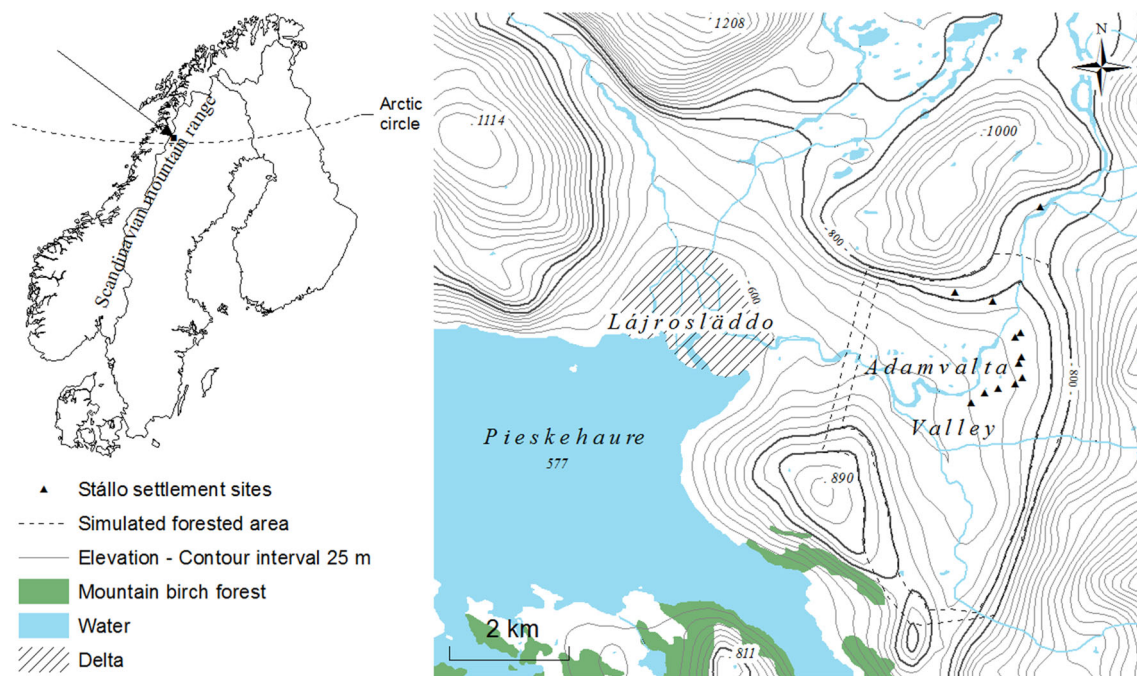 Arctic
circle
Scandinavian mountain range
Stállo settlement sites
Simulated forested area
Elevation - Contour interval 25 m
Mountain birch forest
Water
Delta
1208
N
1114
1000
800
600
Lájrosläddo
Adamvalta
800
Valley
Pieskehaure
577
890
2 km
811